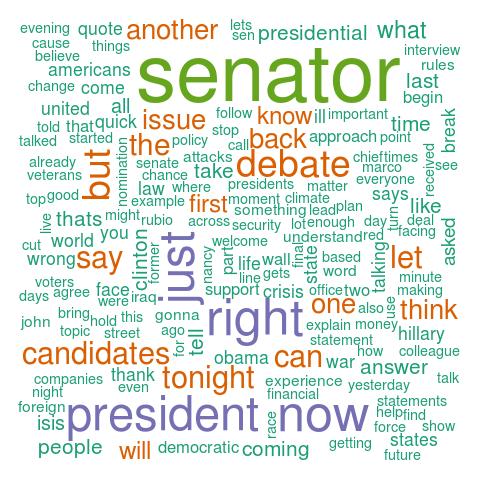 evening quote another lets sen presidential what
cause things
believe
americans senator interview
rules
change come last
begin
united all issue follow know ill important time break
told that quick stop
talked started the policy call back approach point
already but nomination senate attacks take debate chieftimes
marco received see
veterans chance
law where presidents matter everyone
top good example first moment climate says like
live thats might rubio something lead plan turn deal
across security lot enough day facing
cut world you clinton just welcome understand red asked
wrong say former nancy part life wall final state based talking let
line gets word
voters face support crisis office two minute
days agree were iraq right one also use making think
john bring hold this gonna explain money hillary
topic street ago tell statement colleague
candidates for obama can war how answer
companies thank tonight experience yesterday talk
night even financial
foreign isis president now race statements
help find
force show
people will democratic coming getting states
future